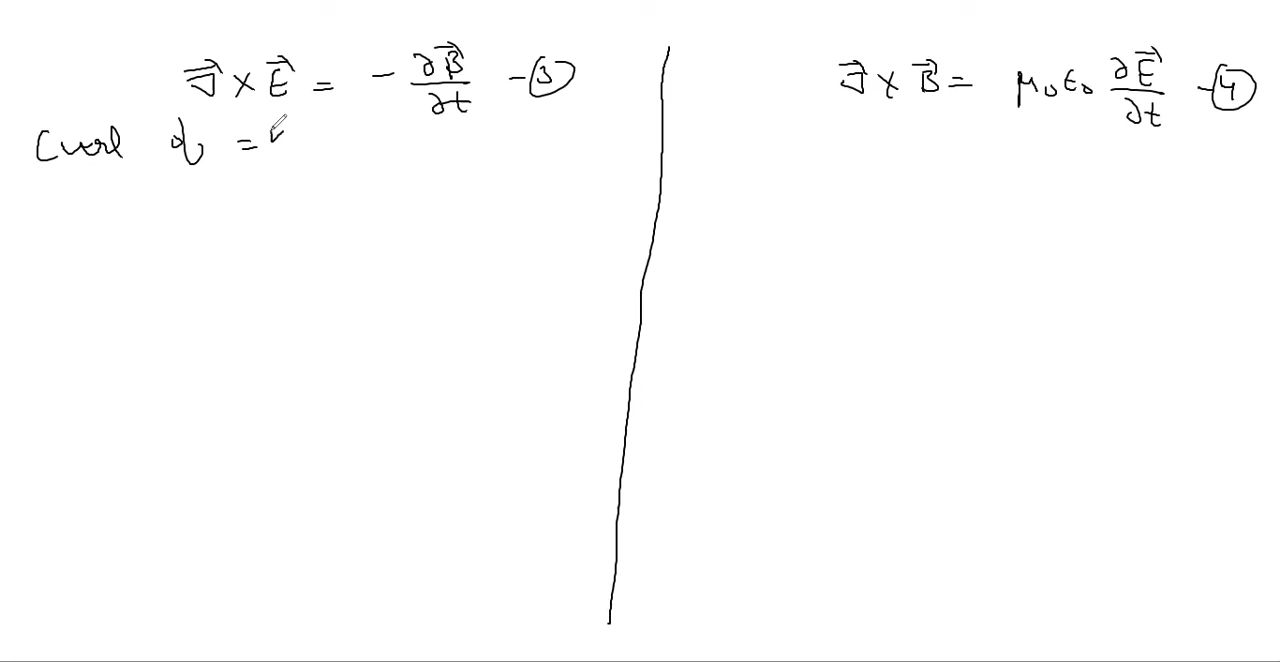 ∇⃗ × E⃗ = - ∂B⃗/∂t -③
Curl of =
∇⃗ × B⃗ = μ₀ε₀ ∂E⃗/∂t -④